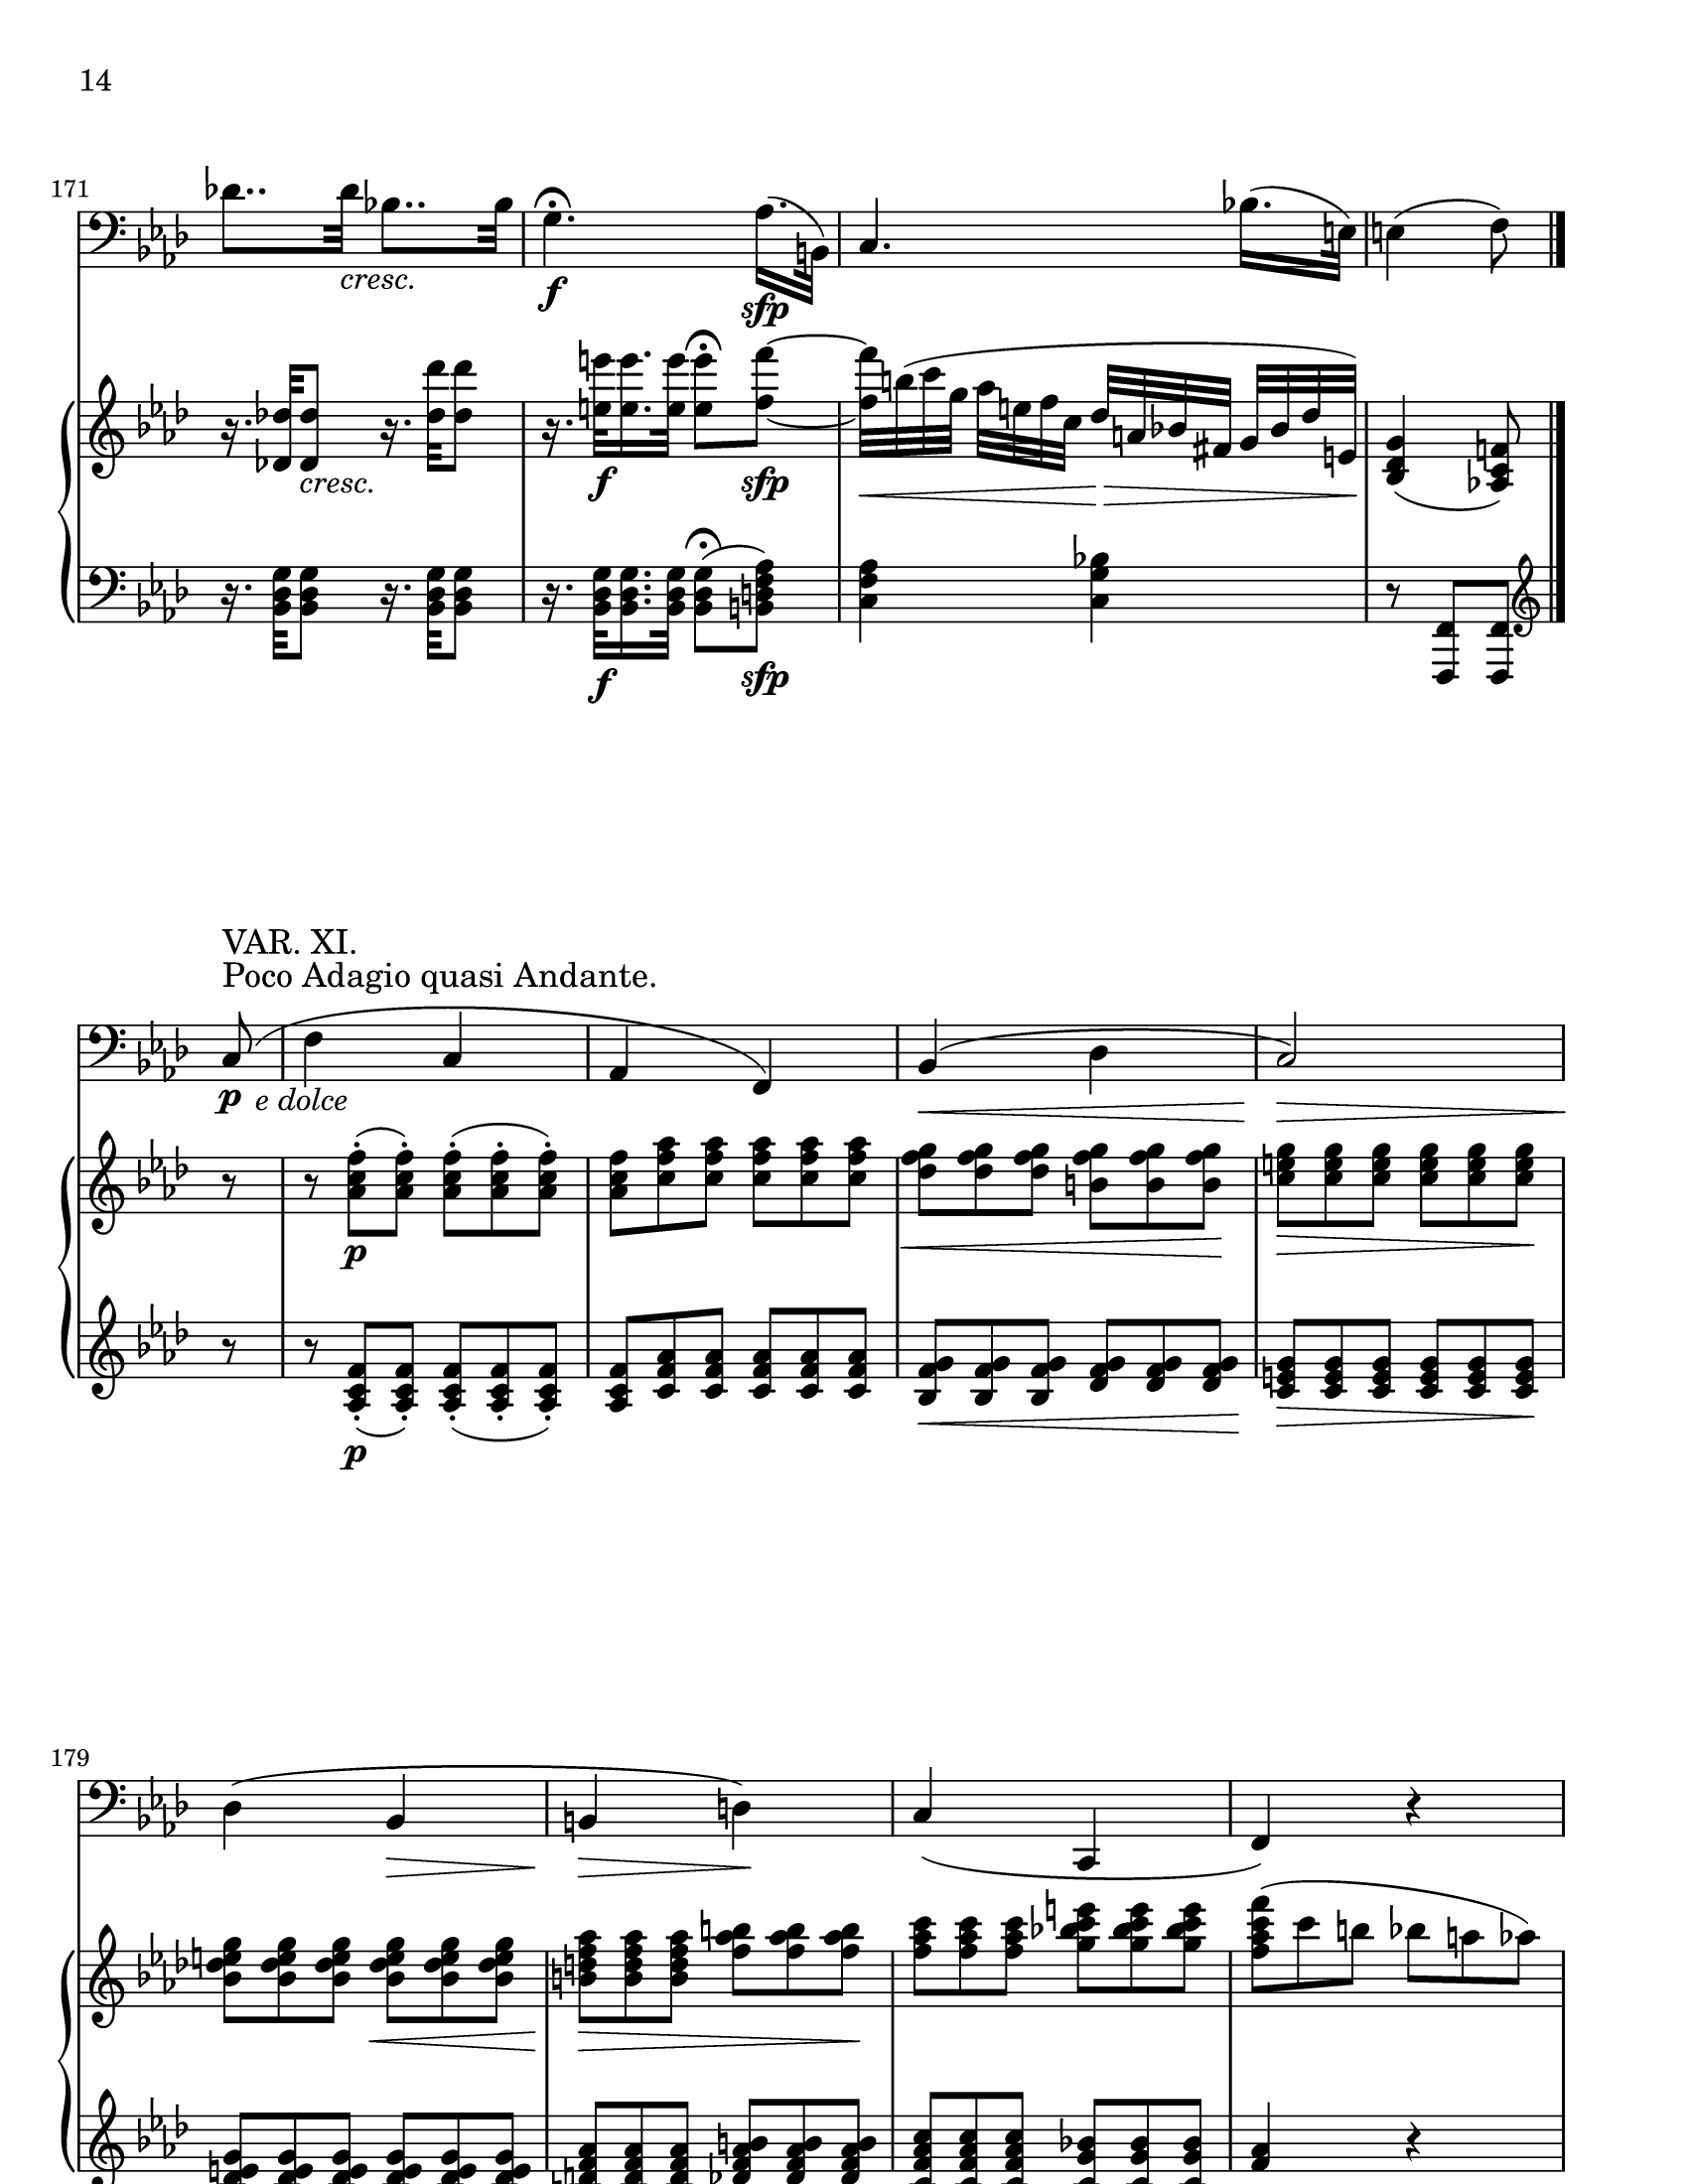 14
171
cresc.
f
sfp
cresc.
f
sfp
f
sfp
VAR. XI.
Poco Adagio quasi Andante.
p e dolce
p
p
179